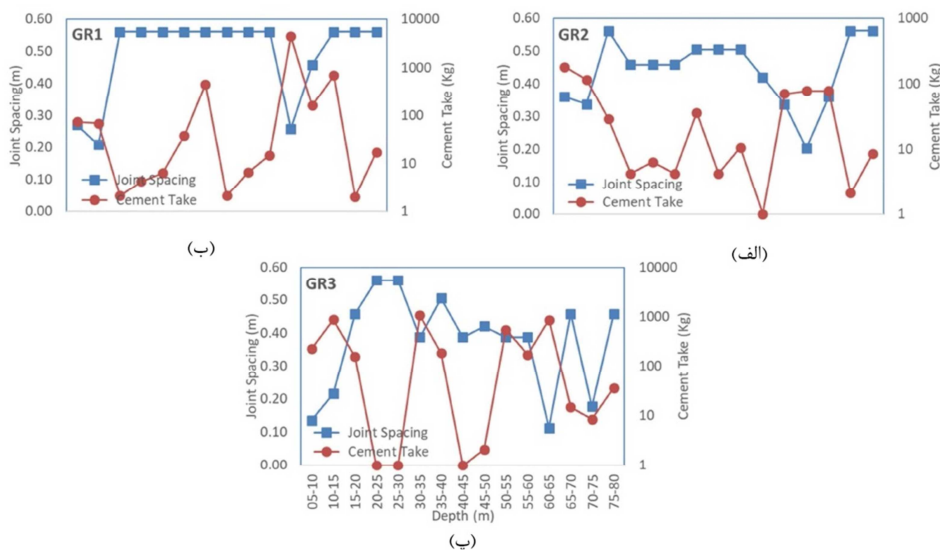 GR1
Joint Spacing(m)
0.60
0.50
0.40
0.30
0.20
0.10
0.00
10000
1000
100
10
1
Cement Take (Kg)
Joint Spacing
Cement Take
(ب)
GR2
Joint Spacing (m)
0.60
0.50
0.40
0.30
0.20
0.10
0.00
1000
100
10
1
Cement Take (Kg)
Joint Spacing
Cement Take
(الف)
GR3
Joint Spacing (m)
0.60
0.50
0.40
0.30
0.20
0.10
0.00
10000
1000
100
10
1
Cement Take (Kg)
Joint Spacing
Cement Take
05-10
10-15
15-20
20-25
25-30
30-35
35-40
40-45
45-50
50-55
55-60
60-65
65-70
70-75
75-80
Depth (m)
(پ)